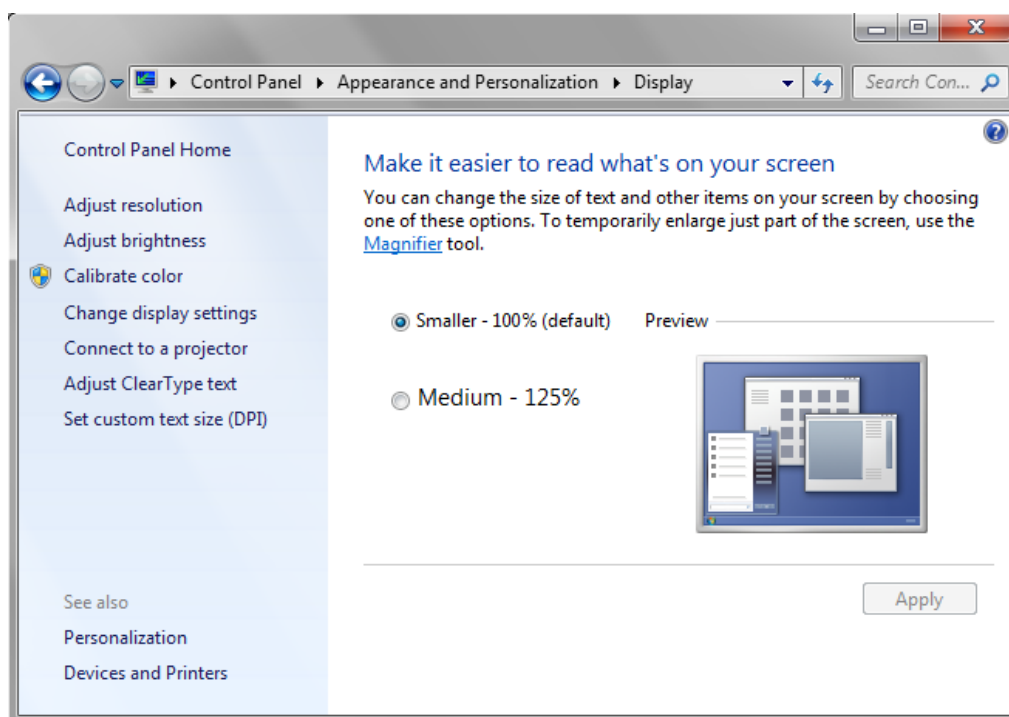 Control Panel Appearance and Personalization Display Search Con...
Control Panel Home
Adjust resolution
Adjust brightness
Calibrate color
Change display settings
Connect to a projector
Adjust ClearType text
Set custom text size (DPI)
See also
Personalization
Devices and Printers
Make it easier to read what's on your screen
You can change the size of text and other items on your screen by choosing
one of these options. To temporarily enlarge just part of the screen, use the
Magnifier tool.
Smaller - 100% (default) Preview
Medium - 125%
Apply